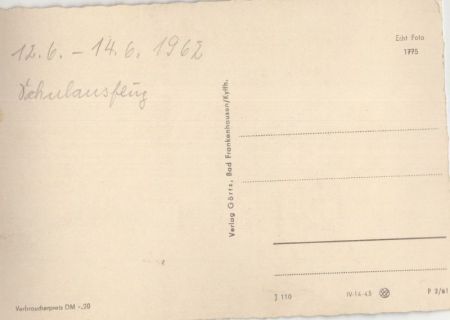 12.6. – 14.6. 1962
Schulausflug
Echt Foto
1775
Verlag Görtz, Bad Frankenhausen/Kyffh.
Verbraucherpreis DM -.20
J 110
IV-14-45
P 2/61